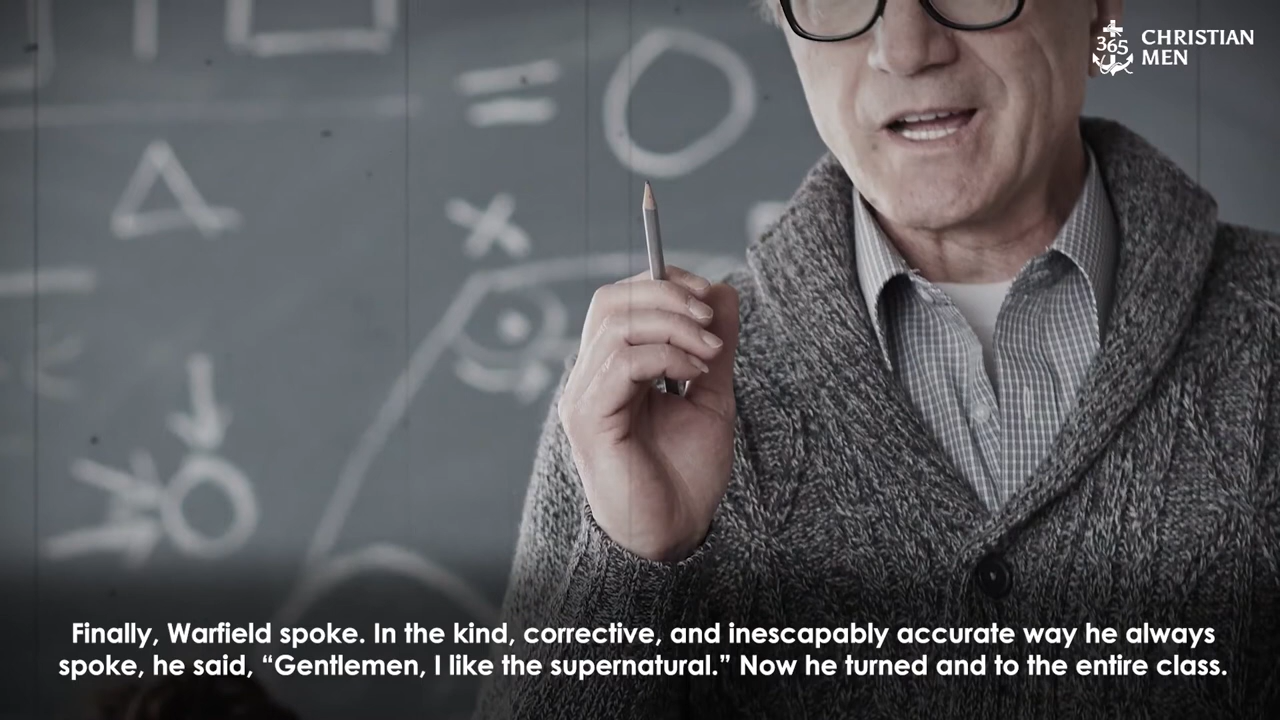 365
CHRISTIAN
MEN
Finally, Warfield spoke. In the kind, corrective, and inescapably accurate way he always
spoke, he said, “Gentlemen, I like the supernatural.” Now he turned and to the entire class.